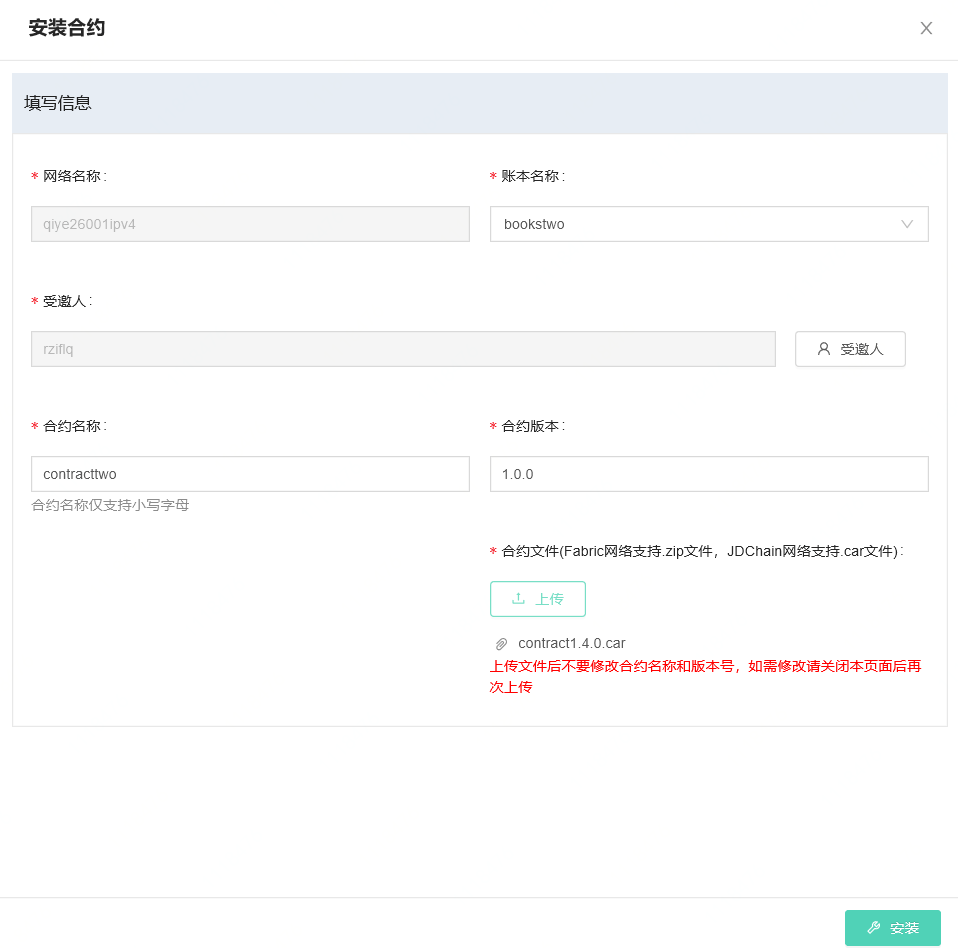 安装合约
填写信息
* 网络名称:
* 账本名称:
qiye26001ipv4
bookstwo
* 受邀人:
rziflq
受邀人
* 合约名称:
* 合约版本:
contracttwo
1.0.0
合约名称仅支持小写字母
* 合约文件(Fabric网络支持.zip文件，JDChain网络支持.car文件):
上传
contract1.4.0.car
上传文件后不要修改合约名称和版本号，如需修改请关闭本页面后再
次上传
安装